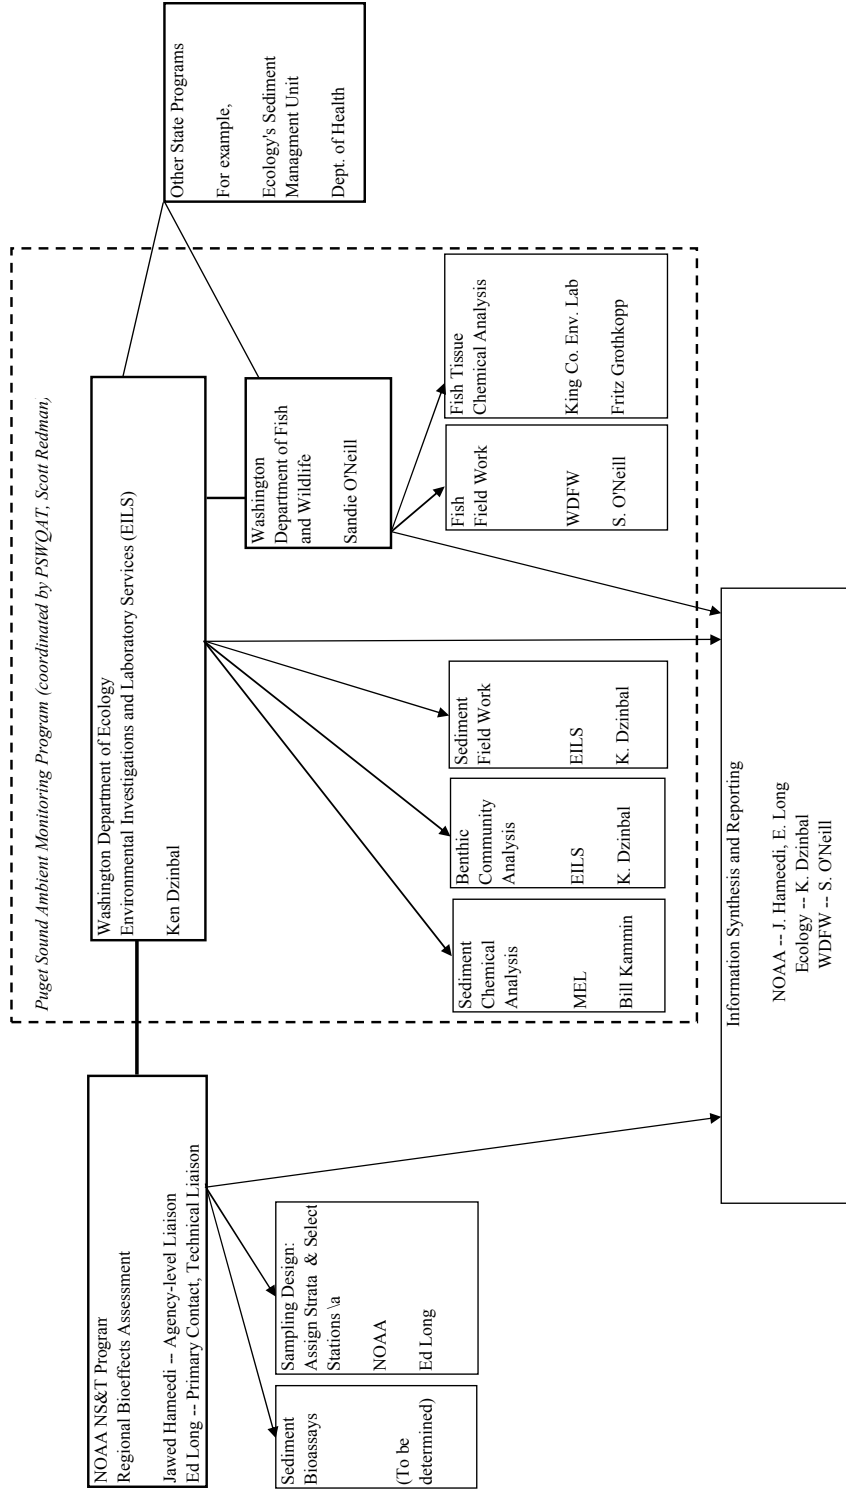 Puget Sound Ambient Monitoring Program (coordinated by PSWQAT, Scott Redman,
NOAA NS&T Program
Regional Bioeffects Assessment
Jawed Hameedi -- Agency-level Liaison
Ed Long -- Primary Contact, Technical Liaison
Washington Department of Ecology
Environmental Investigations and Laboratory Services (EILS)
Ken Dzinbal
Other State Programs
For example,
Ecology's Sediment
Managment Unit
Dept. of Health
Washington
Department of Fish
and Wildlife
Sandie O'Neill
Sediment
Bioassays
(To be
determined)
Sampling Design:
Assign Strata & Select
Stations \a
NOAA
Ed Long
Sediment
Chemical
Analysis
MEL
Bill Kammin
Benthic
Community
Analysis
EILS
K. Dzinbal
Sediment
Field Work
EILS
K. Dzinbal
Fish
Field Work
WDFW
S. O'Neill
Fish Tissue
Chemical Analysis
King Co. Env. Lab
Fritz Grothkopp
Information Synthesis and Reporting
NOAA -- J. Hameedi, E. Long
Ecology -- K. Dzinbal
WDFW -- S. O'Neill